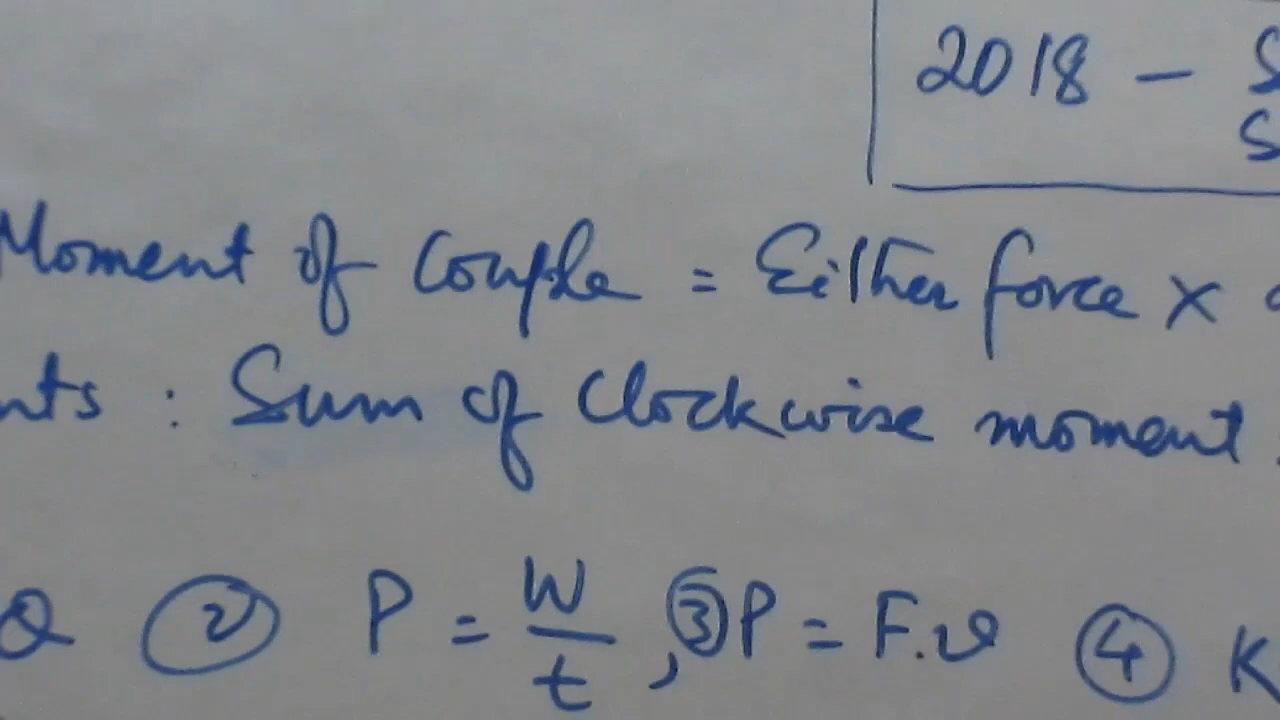 2018 - S
S
Moment of Couple = Either force ×
nts : Sum of Clockwise moment
Q ② P = W/t , ③ P = F.v ④ K